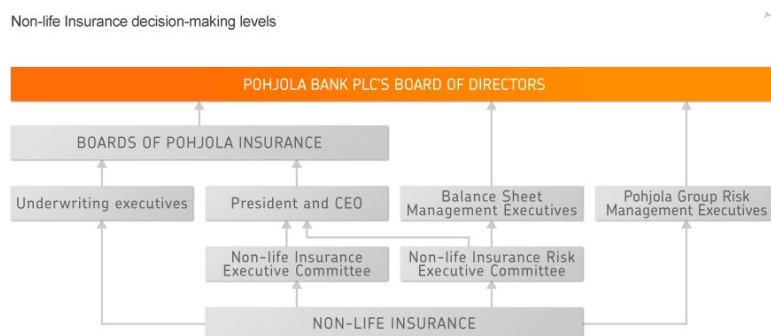 Non-life Insurance decision-making levels
POHJOLA BANK PLC'S BOARD OF DIRECTORS
BOARDS OF POHJOLA INSURANCE
Underwriting executives
President and CEO
Balance Sheet
Management Executives
Pohjola Group Risk
Management Executives
Non-life Insurance
Executive Committee
Non-life Insurance Risk
Executive Committee
NON-LIFE INSURANCE